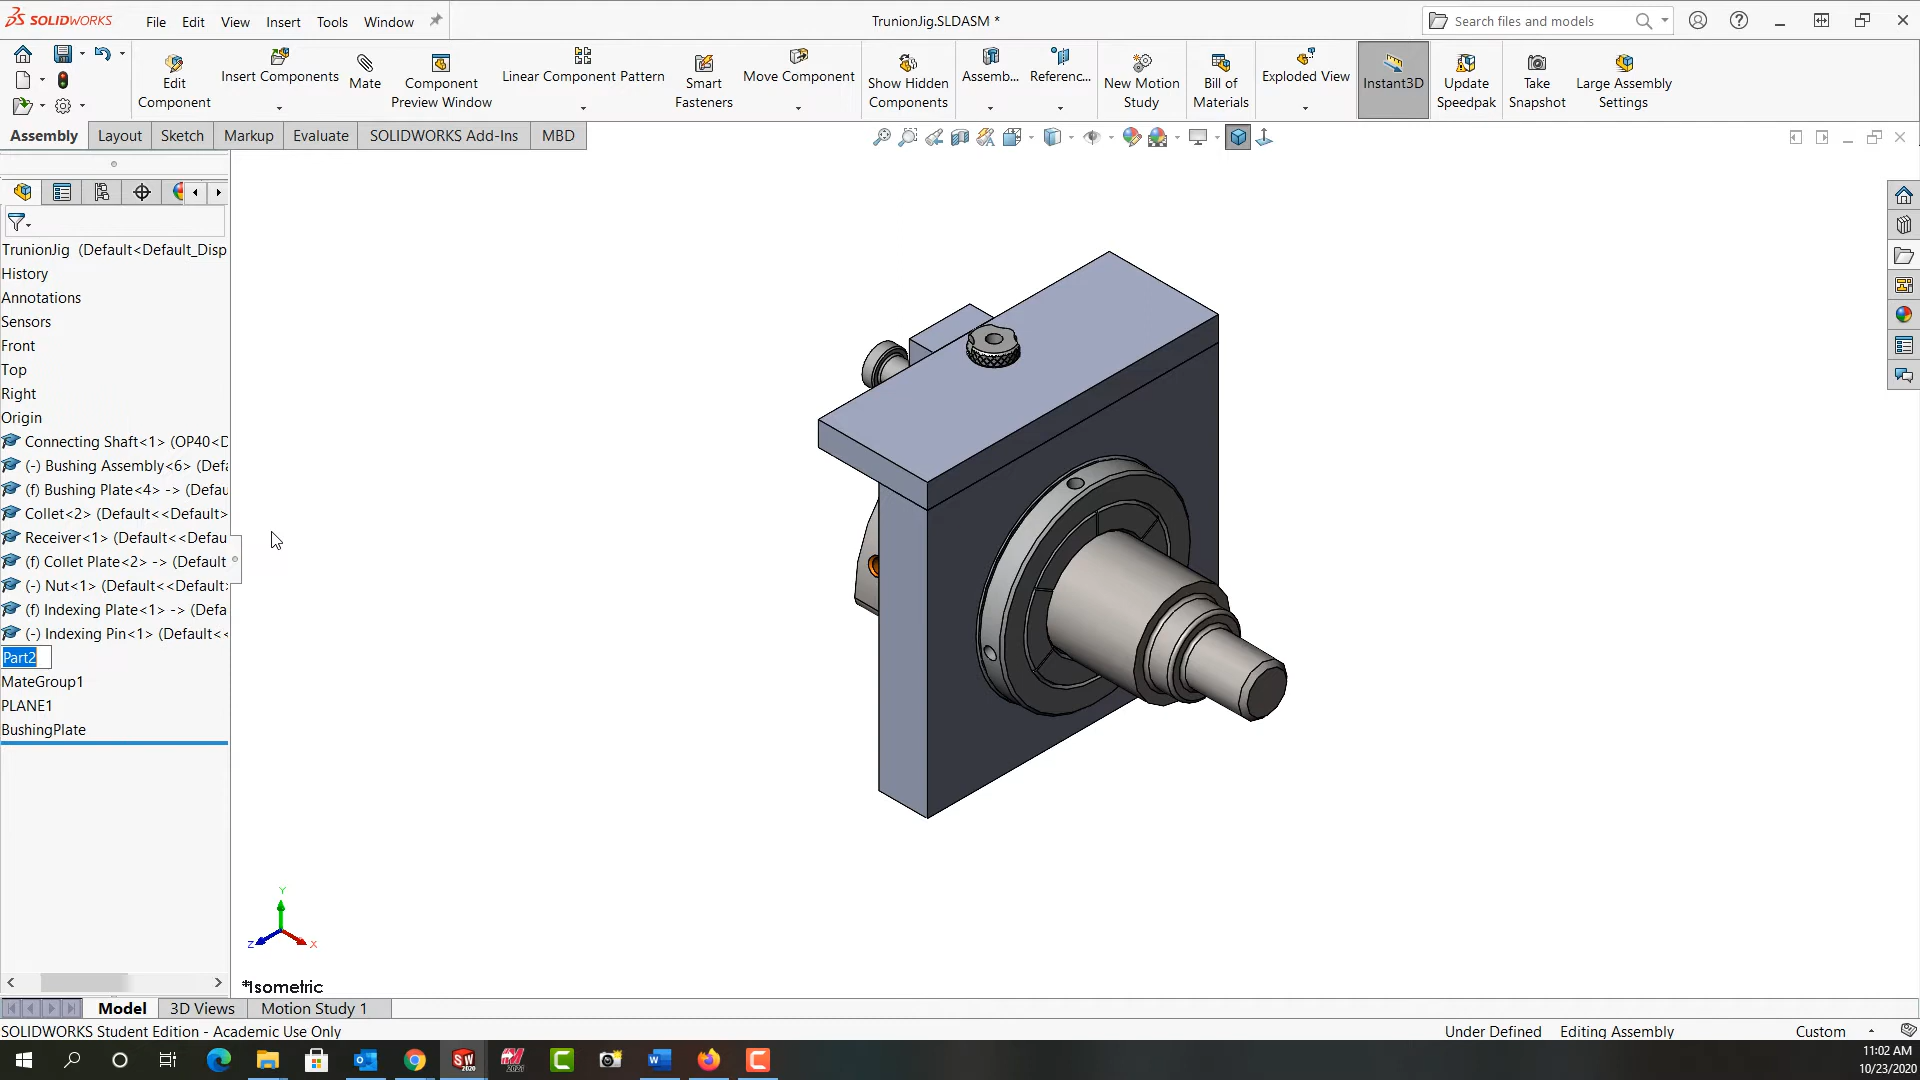 SOLIDWORKS File Edit View Insert Tools Window TrunionJig.SLDASM * Search files and models
Edit Component
Insert Components
Mate
Component Preview Window
Linear Component Pattern
Smart Fasteners
Move Component
Show Hidden Components
Assemb...
Referenc...
New Motion Study
Bill of Materials
Exploded View
Instant3D
Update Speedpak
Take Snapshot
Large Assembly Settings
Assembly Layout Sketch Markup Evaluate SOLIDWORKS Add-Ins MBD
TrunionJig (Default<Default_Disp
History
Annotations
Sensors
Front
Top
Right
Origin
Connecting Shaft<1> (OP40<D
(-) Bushing Assembly<6> (Defa
(f) Bushing Plate<4> -> (Defau
Collet<2> (Default<<Default>
Receiver<1> (Default<<Defau
(f) Collet Plate<2> -> (Default
(-) Nut<1> (Default<<Default>
(f) Indexing Plate<1> -> (Defa
(-) Indexing Pin<1> (Default<<
Part2
MateGroup1
PLANE1
BushingPlate
Y
Z X
*Isometric
Model 3D Views Motion Study 1
SOLIDWORKS Student Edition - Academic Use Only Under Defined Editing Assembly Custom
11:02 AM
10/23/2020